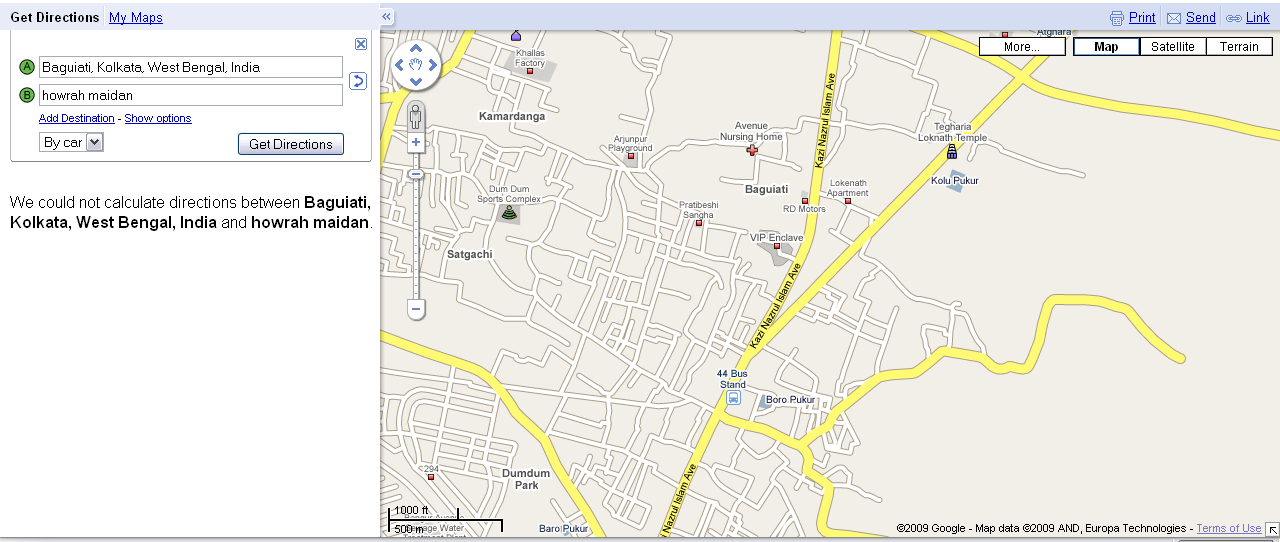 Get Directions My Maps
« Print Send Link
A Baguiati, Kolkata, West Bengal, India
B howrah maidan
Add Destination - Show options
By car Get Directions
We could not calculate directions between Baguiati,
Kolkata, West Bengal, India and howrah maidan.
More... Map Satellite Terrain
Atghara
Khallas
Factory
Kamardanga
Arjunpur
Playground
Avenue
Nursing Home
Kazi Nazrul Islam Ave
Tegharia
Loknath Temple
Kolu Pukur
Dum Dum
Sports Complex
Baguiati
Lokenath
Apartment
RD Motors
Pratibeshi
Sangha
VIP Enclave
Satgachi
Kazi Nazrul Islam Ave
44 Bus
Stand
Boro Pukur
C294
Dumdum
Park
Kazi Nazrul Islam Ave
1000 ft
500 m
Treatment Plant
Baro Pukur
©2009 Google - Map data ©2009 AND, Europa Technologies - Terms of Use